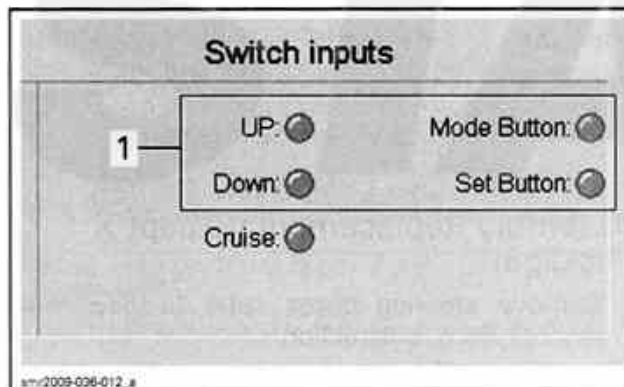 Switch inputs
1
UP:
Mode Button:
Down:
Set Button:
Cruise:
smr2009-036-012_a